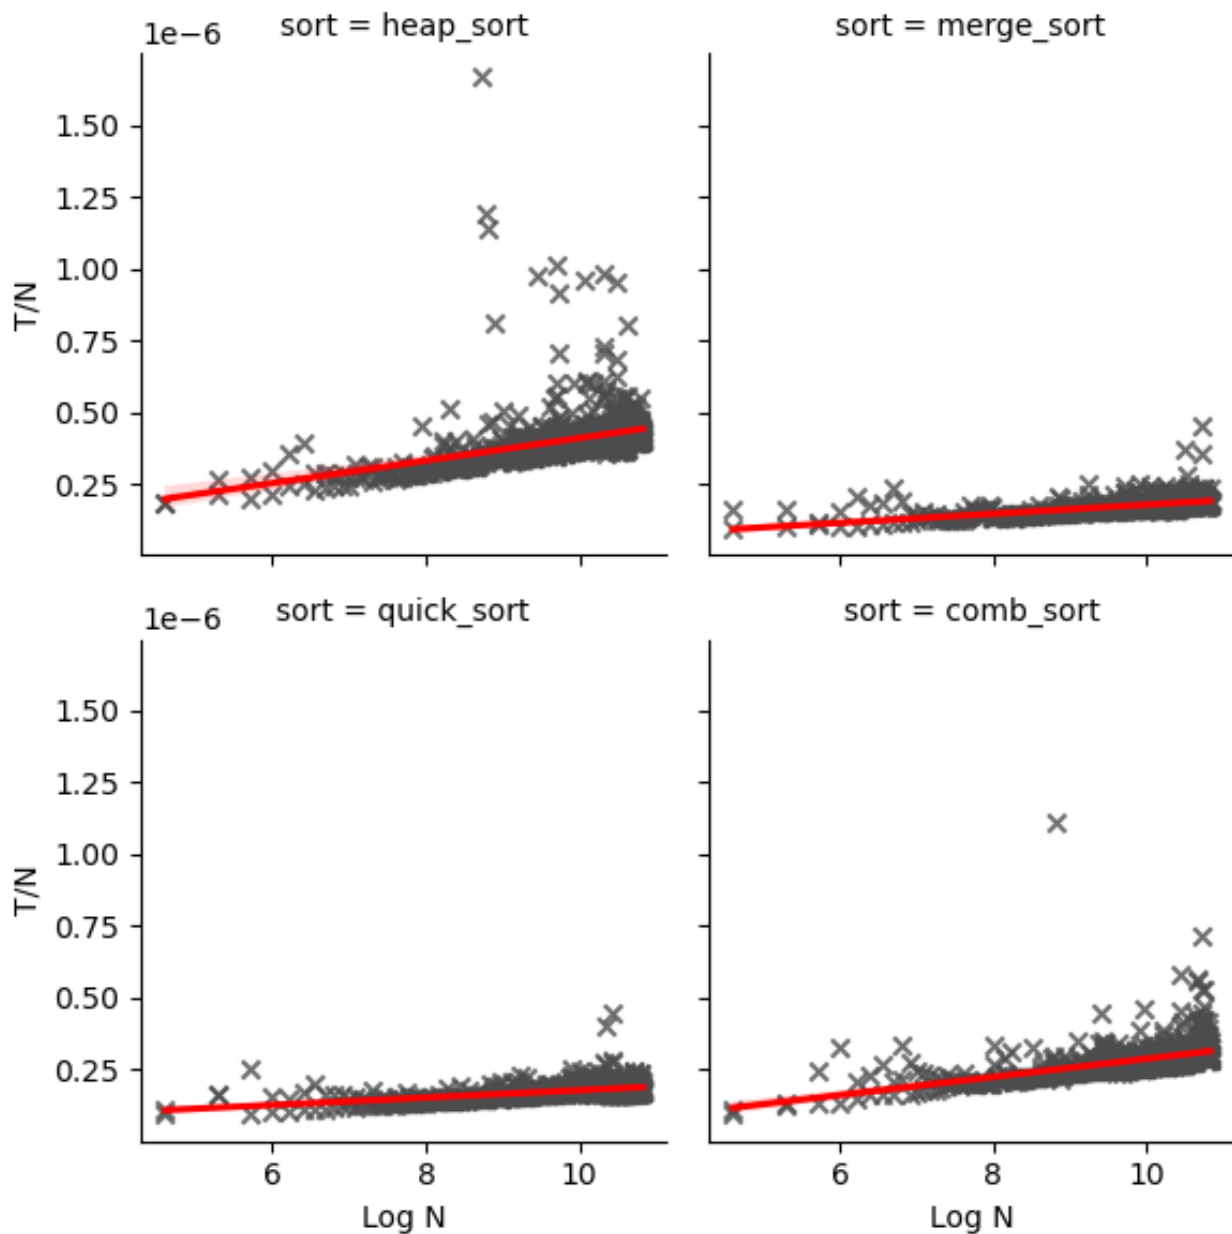 1e−6
sort = heap_sort
sort = merge_sort
1.50
1.25
1.00
0.75
0.50
0.25
T/N
1e−6
sort = quick_sort
sort = comb_sort
1.50
1.25
1.00
0.75
0.50
0.25
T/N
6 8 10
6 8 10
Log N
Log N